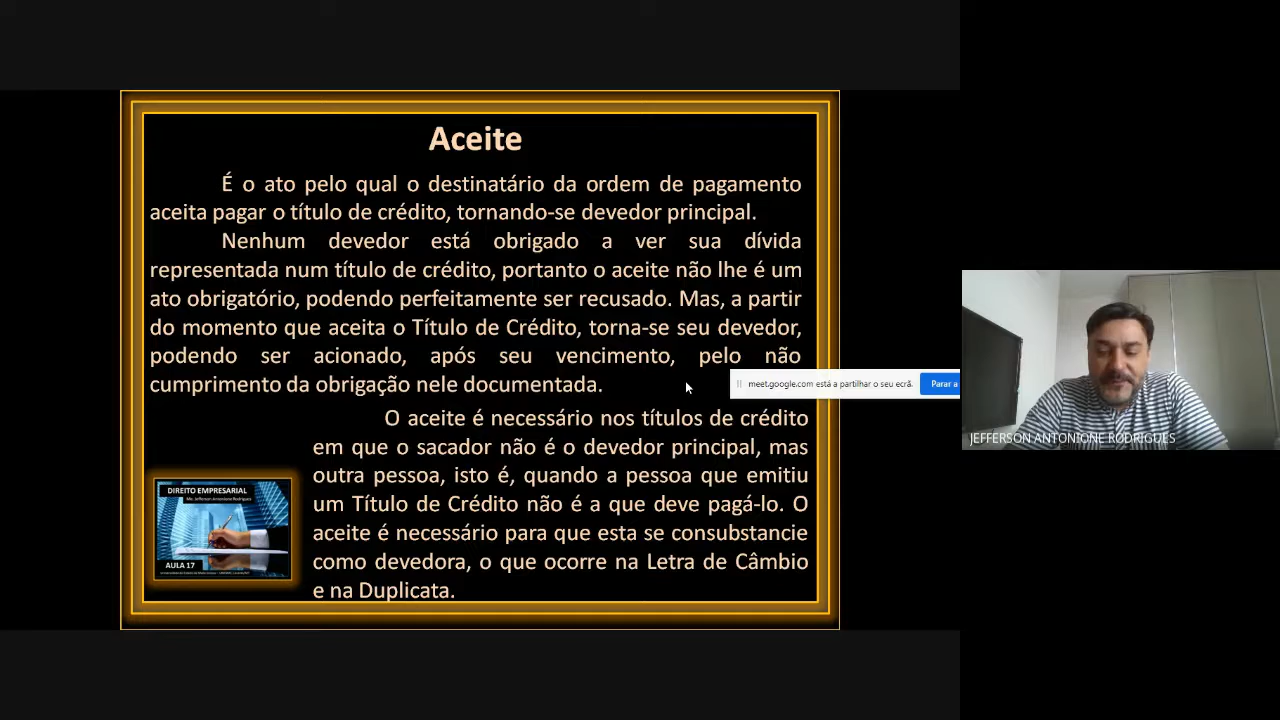 Aceite
É o ato pelo qual o destinatário da ordem de pagamento
aceita pagar o título de crédito, tornando-se devedor principal.
Nenhum devedor está obrigado a ver sua dívida
representada num título de crédito, portanto o aceite não lhe é um
ato obrigatório, podendo perfeitamente ser recusado. Mas, a partir
do momento que aceita o Título de Crédito, torna-se seu devedor,
podendo ser acionado, após seu vencimento, pelo não
cumprimento da obrigação nele documentada.
meet.google.com está a partilhar o seu ecrã.
Parar a
O aceite é necessário nos títulos de crédito
em que o sacador não é o devedor principal, mas
outra pessoa, isto é, quando a pessoa que emitiu
um Título de Crédito não é a que deve pagá-lo. O
aceite é necessário para que esta se consubstancie
como devedora, o que ocorre na Letra de Câmbio
e na Duplicata.
DIREITO EMPRESARIAL
Me. Jefferson Antonione Rodrigues
AULA 17
JEFFERSON ANTONIONE RODRIGUES